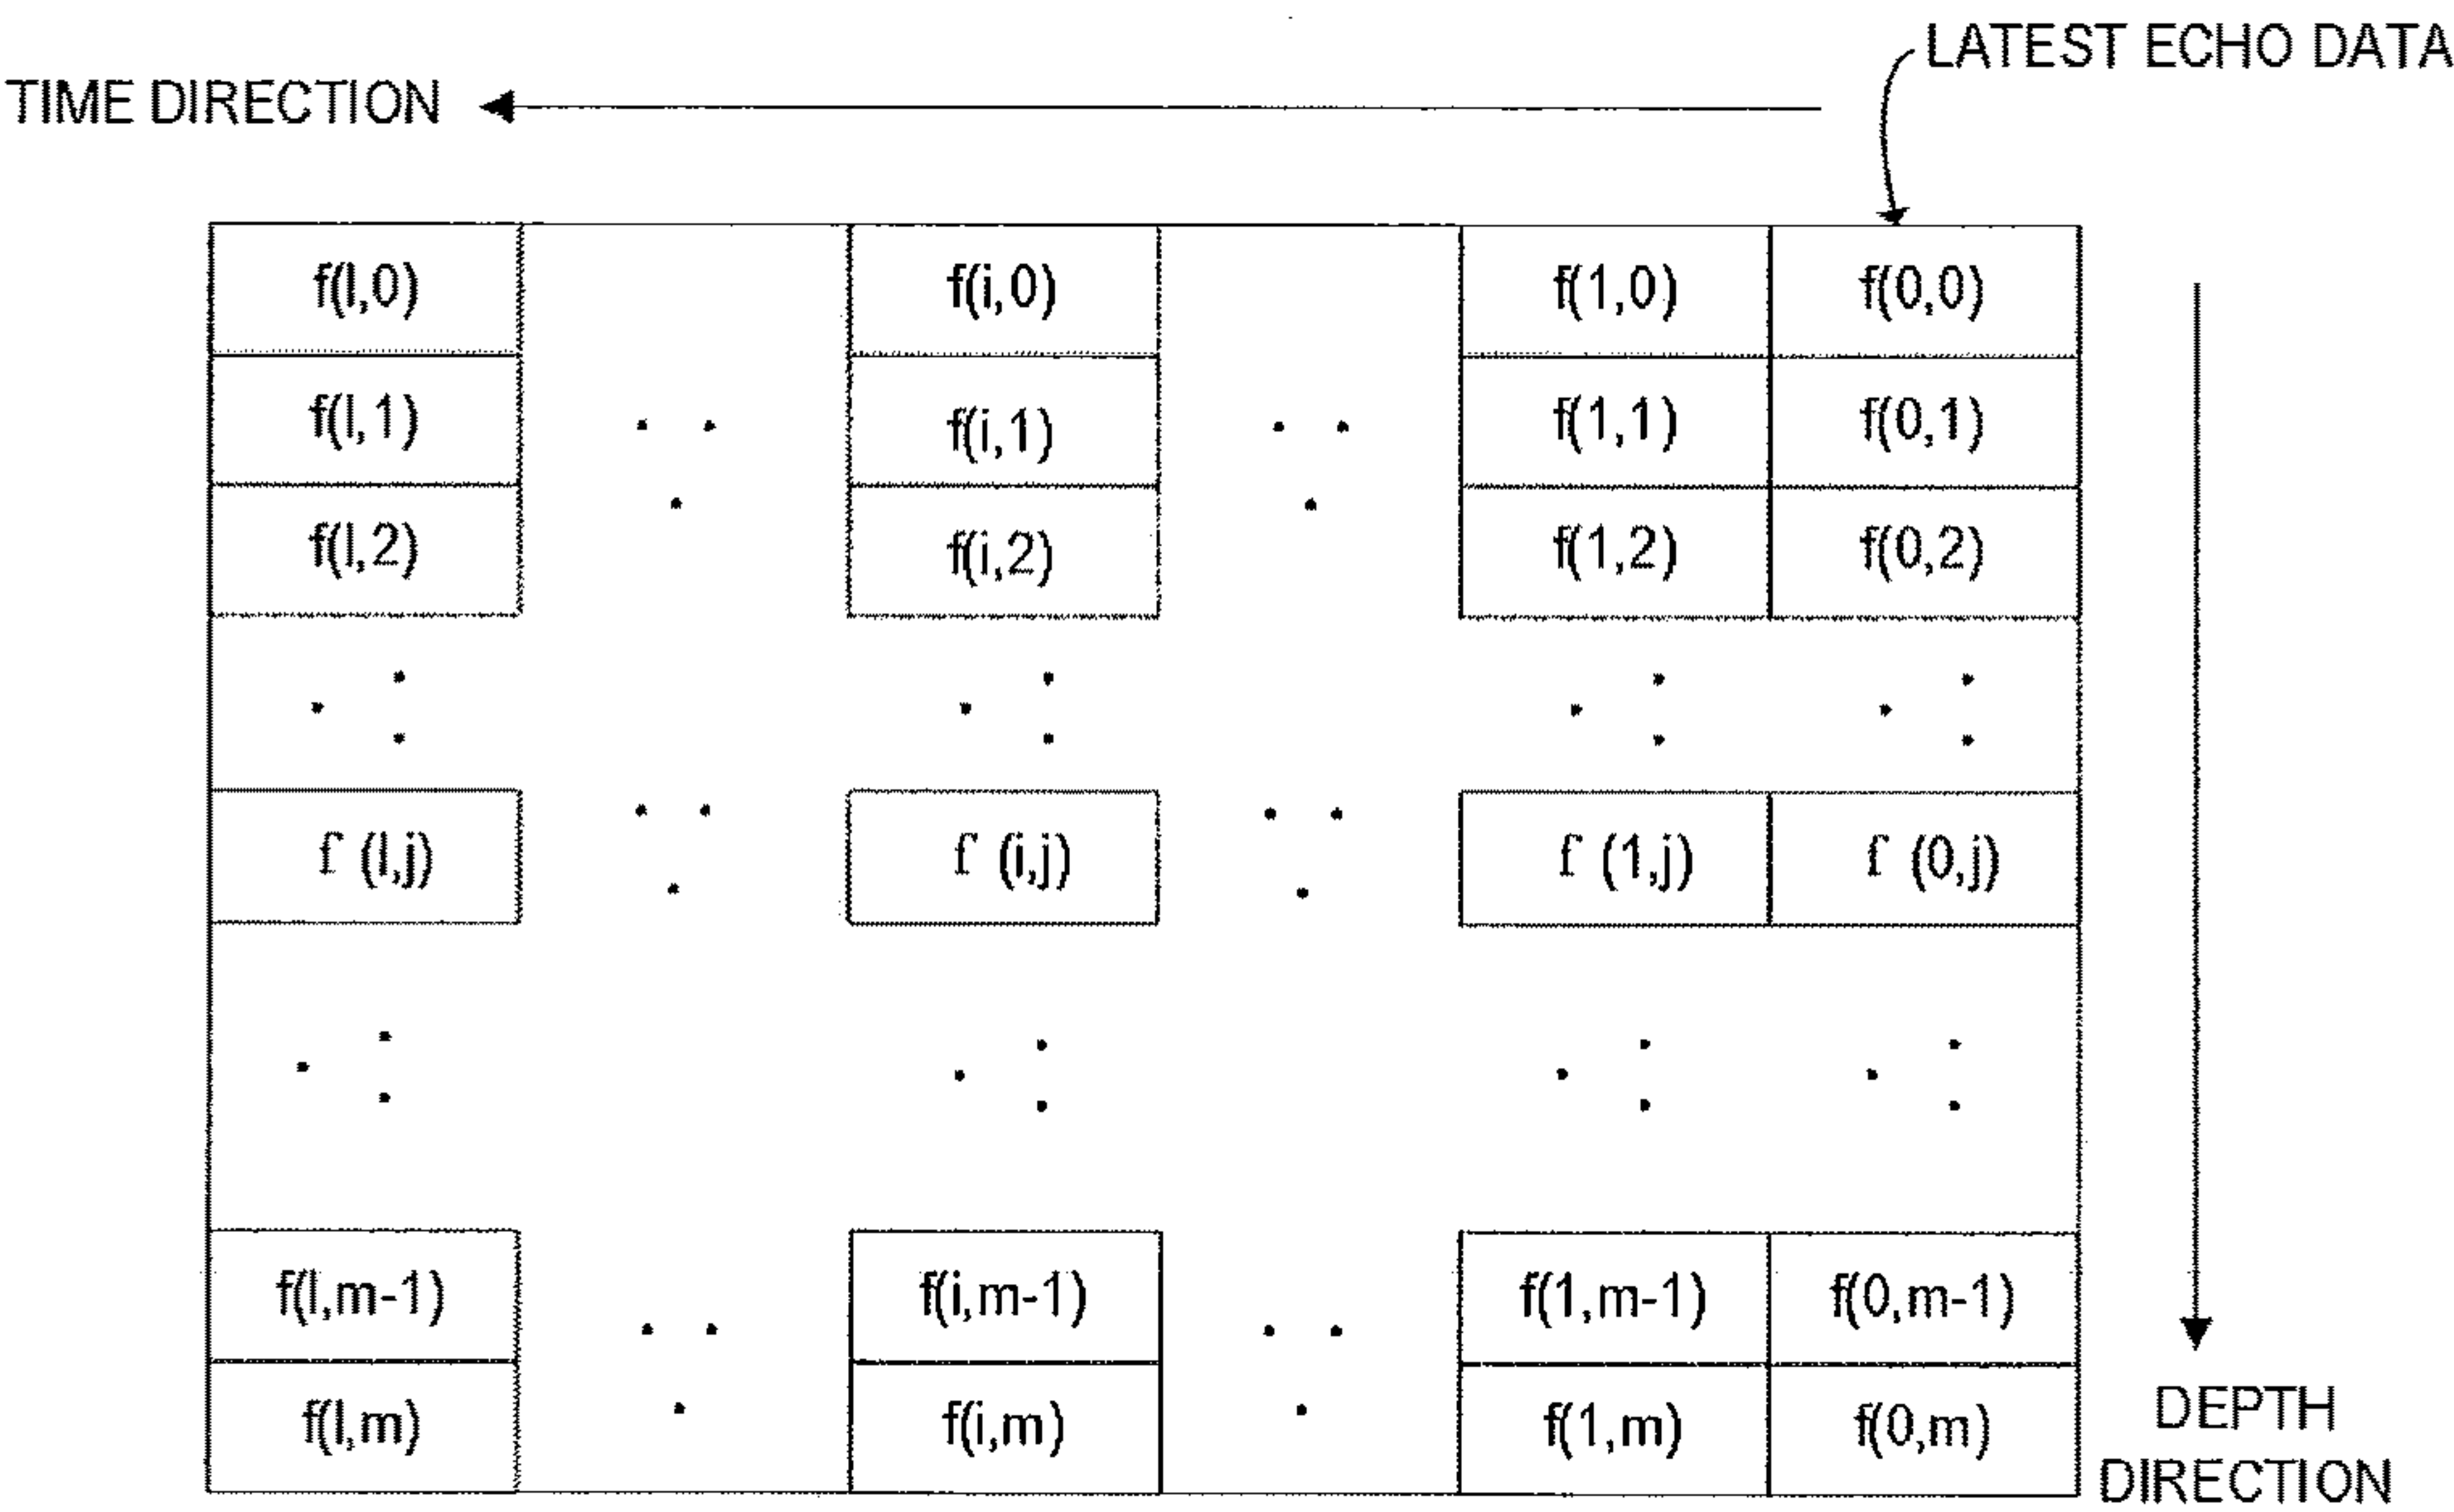 LATEST ECHO DATA
TIME DIRECTION
f(l,0) f(i,0) f(1,0) f(0,0)
f(l,1) f(i,1) f(1,1) f(0,1)
f(l,2) f(i,2) f(1,2) f(0,2)
f (l,j) f (i,j) f (1,j) f (0,j)
f(l,m-1) f(i,m-1) f(1,m-1) f(0,m-1)
f(l,m) f(i,m) f(1,m) f(0,m)
DEPTH
DIRECTION